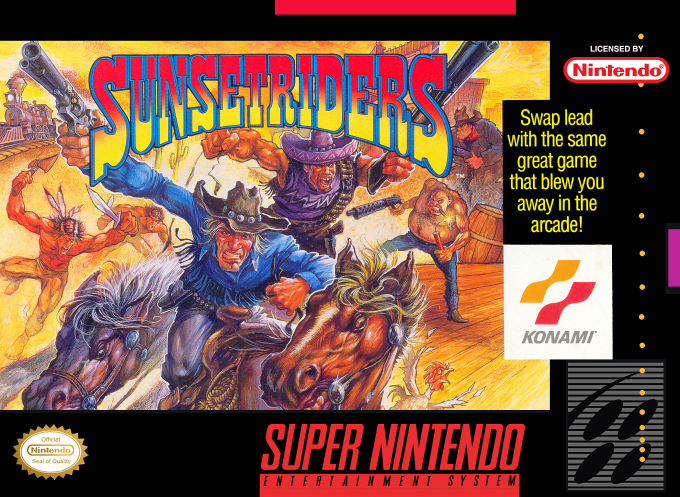 LICENSED BY
Nintendo®
SUNSETRIDERS
™
Swap lead
with the same
great game
that blew you
away in the
arcade!
KONAMI
Official
Nintendo
Seal of Quality
SUPER NINTENDO
ENTERTAINMENT SYSTEM